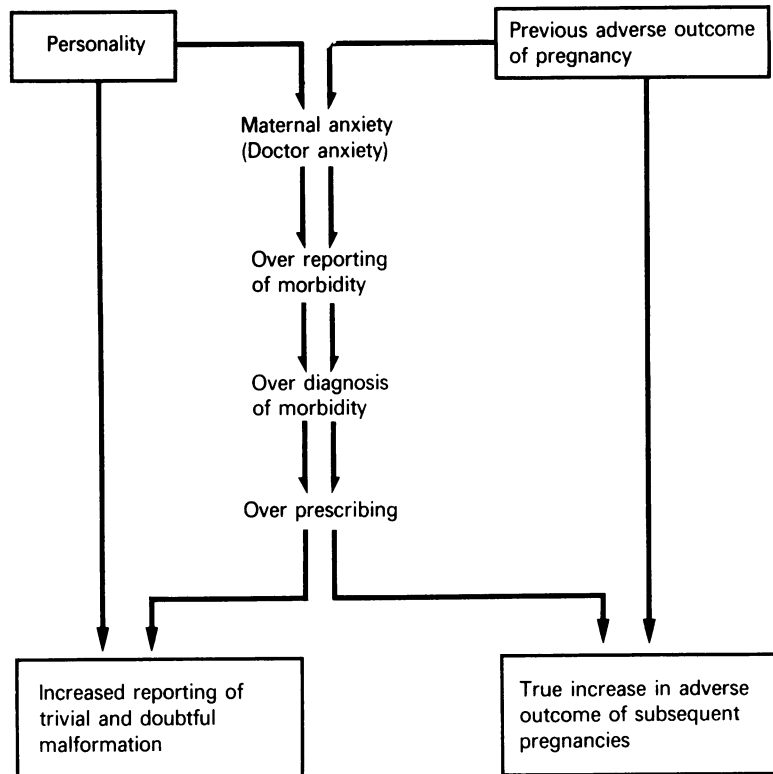 Personality
Previous adverse outcome
of pregnancy
Maternal anxiety
(Doctor anxiety)
Over reporting
of morbidity
Over diagnosis
of morbidity
Over prescribing
Increased reporting of
trivial and doubtful
malformation
True increase in adverse
outcome of subsequent
pregnancies